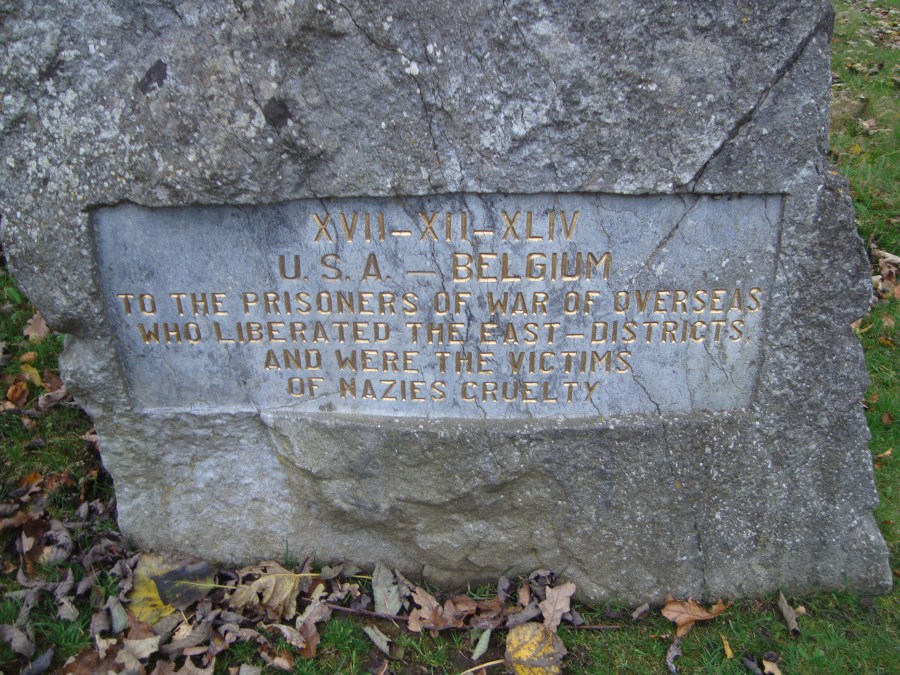 XVII-XII-XLIV
U.S.A. - BELGIUM
TO THE PRISONERS OF WAR OF OVERSEAS
WHO LIBERATED THE EAST-DISTRICTS,
AND WERE THE VICTIMS
OF NAZIES CRUELTY